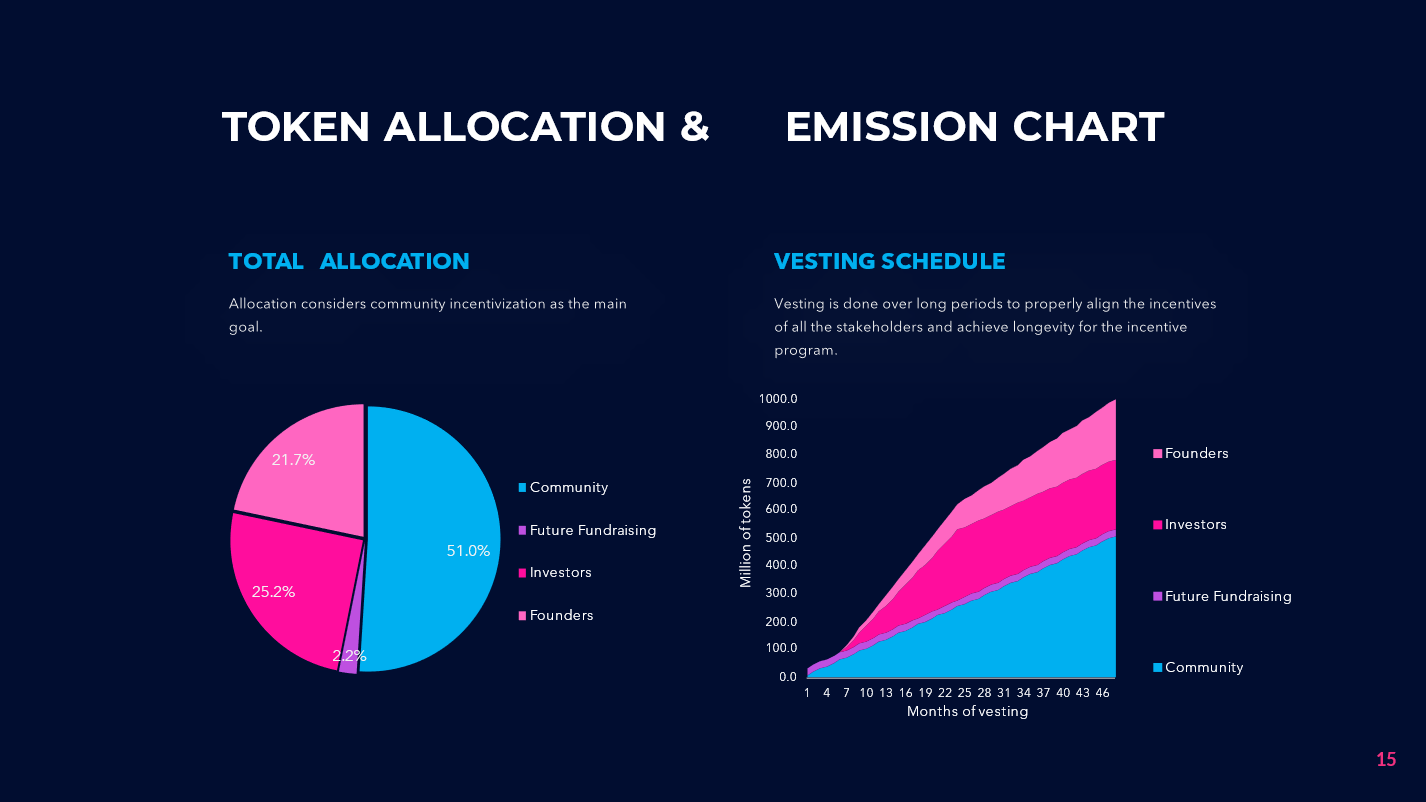 TOKEN ALLOCATION & EMISSION CHART
TOTAL ALLOCATION
Allocation considers community incentivization as the main
goal.
21.7%
51.0%
25.2%
2.2%
Community
Future Fundraising
Investors
Founders
VESTING SCHEDULE
Vesting is done over long periods to properly align the incentives
of all the stakeholders and achieve longevity for the incentive
program.
Million of tokens
1000.0
900.0
800.0
700.0
600.0
500.0
400.0
300.0
200.0
100.0
0.0
1 4 7 10 13 16 19 22 25 28 31 34 37 40 43 46
Months of vesting
Founders
Investors
Future Fundraising
Community
15